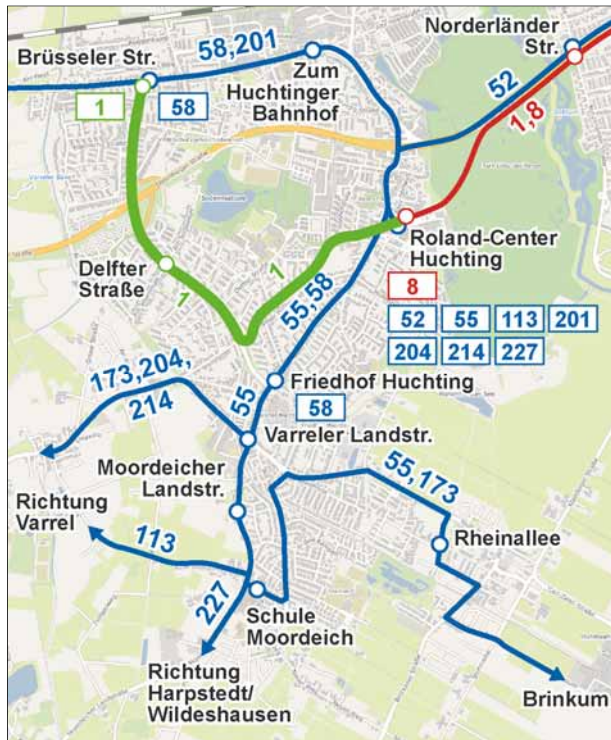 Norderländer
Str.
Brüsseler Str.
58,201
Zum
Huchtinger
Bahnhof
52
1,8
1
58
Roland-Center
Huchting
8
52
55
113
201
204
214
227
Delfter
Straße
1
1
55,58
173,204,
214
55
Friedhof Huchting
58
Varreler Landstr.
Moordeicher
Landstr.
55,173
Richtung
Varrel
113
Rheinallee
227
Schule
Moordeich
Richtung
Harpstedt/
Wildeshausen
Brinkum